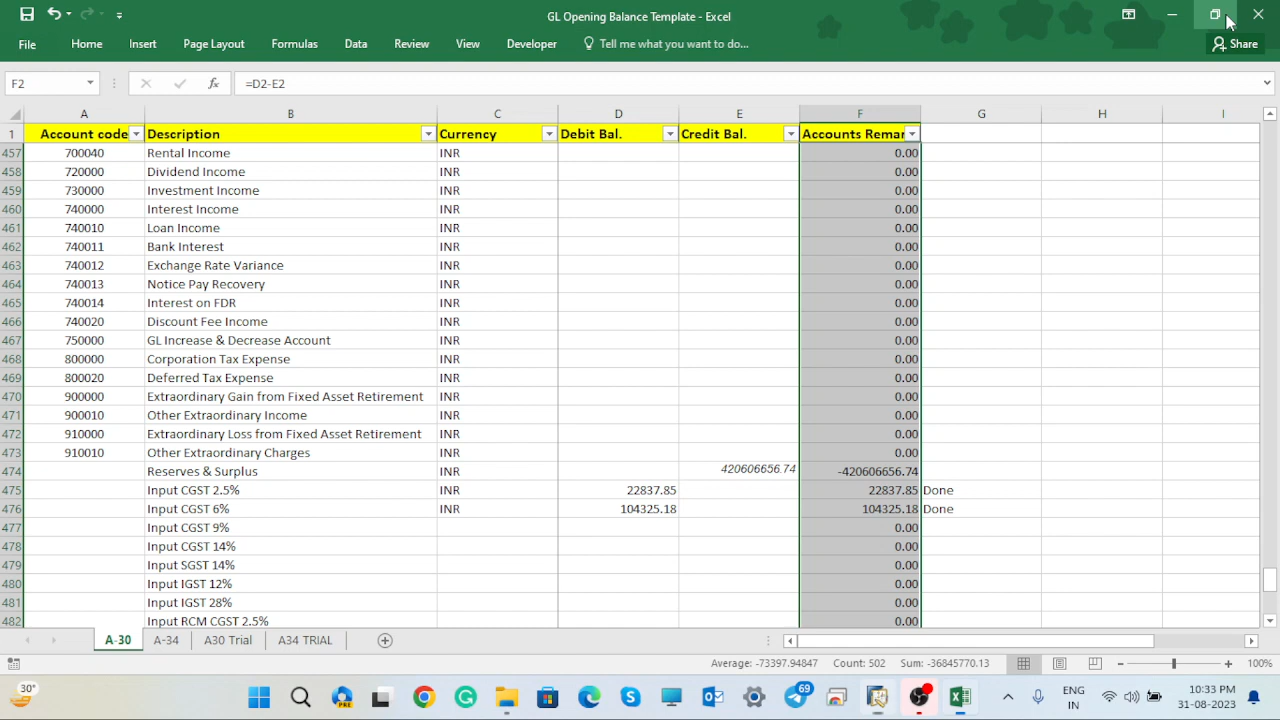 GL Opening Balance Template - Excel
File Home Insert Page Layout Formulas Data Review View Developer Tell me what you want to do... Share
F2 fx =D2-E2
A B C D E F G H I
1 Account code Description Currency Debit Bal. Credit Bal. Accounts Remar
457 700040 Rental Income INR 0.00
458 720000 Dividend Income INR 0.00
459 730000 Investment Income INR 0.00
460 740000 Interest Income INR 0.00
461 740010 Loan Income INR 0.00
462 740011 Bank Interest INR 0.00
463 740012 Exchange Rate Variance INR 0.00
464 740013 Notice Pay Recovery INR 0.00
465 740014 Interest on FDR INR 0.00
466 740020 Discount Fee Income INR 0.00
467 750000 GL Increase & Decrease Account INR 0.00
468 800000 Corporation Tax Expense INR 0.00
469 800020 Deferred Tax Expense INR 0.00
470 900000 Extraordinary Gain from Fixed Asset Retirement INR 0.00
471 900010 Other Extraordinary Income INR 0.00
472 910000 Extraordinary Loss from Fixed Asset Retirement INR 0.00
473 910010 Other Extraordinary Charges INR 0.00
474 Reserves & Surplus INR 420606656.74 -420606656.74
475 Input CGST 2.5% INR 22837.85 22837.85 Done
476 Input CGST 6% INR 104325.18 104325.18 Done
477 Input CGST 9% 0.00
478 Input CGST 14% 0.00
479 Input SGST 14% 0.00
480 Input IGST 12% 0.00
481 Input IGST 28% 0.00
482 Input RCM CGST 2.5% 0.00
A-30 A-34 A30 Trial A34 TRIAL
Average: -73397.94847 Count: 502 Sum: -36845770.13 100%
30° PRE 69 ENG 10:33 PM
IN 31-08-2023